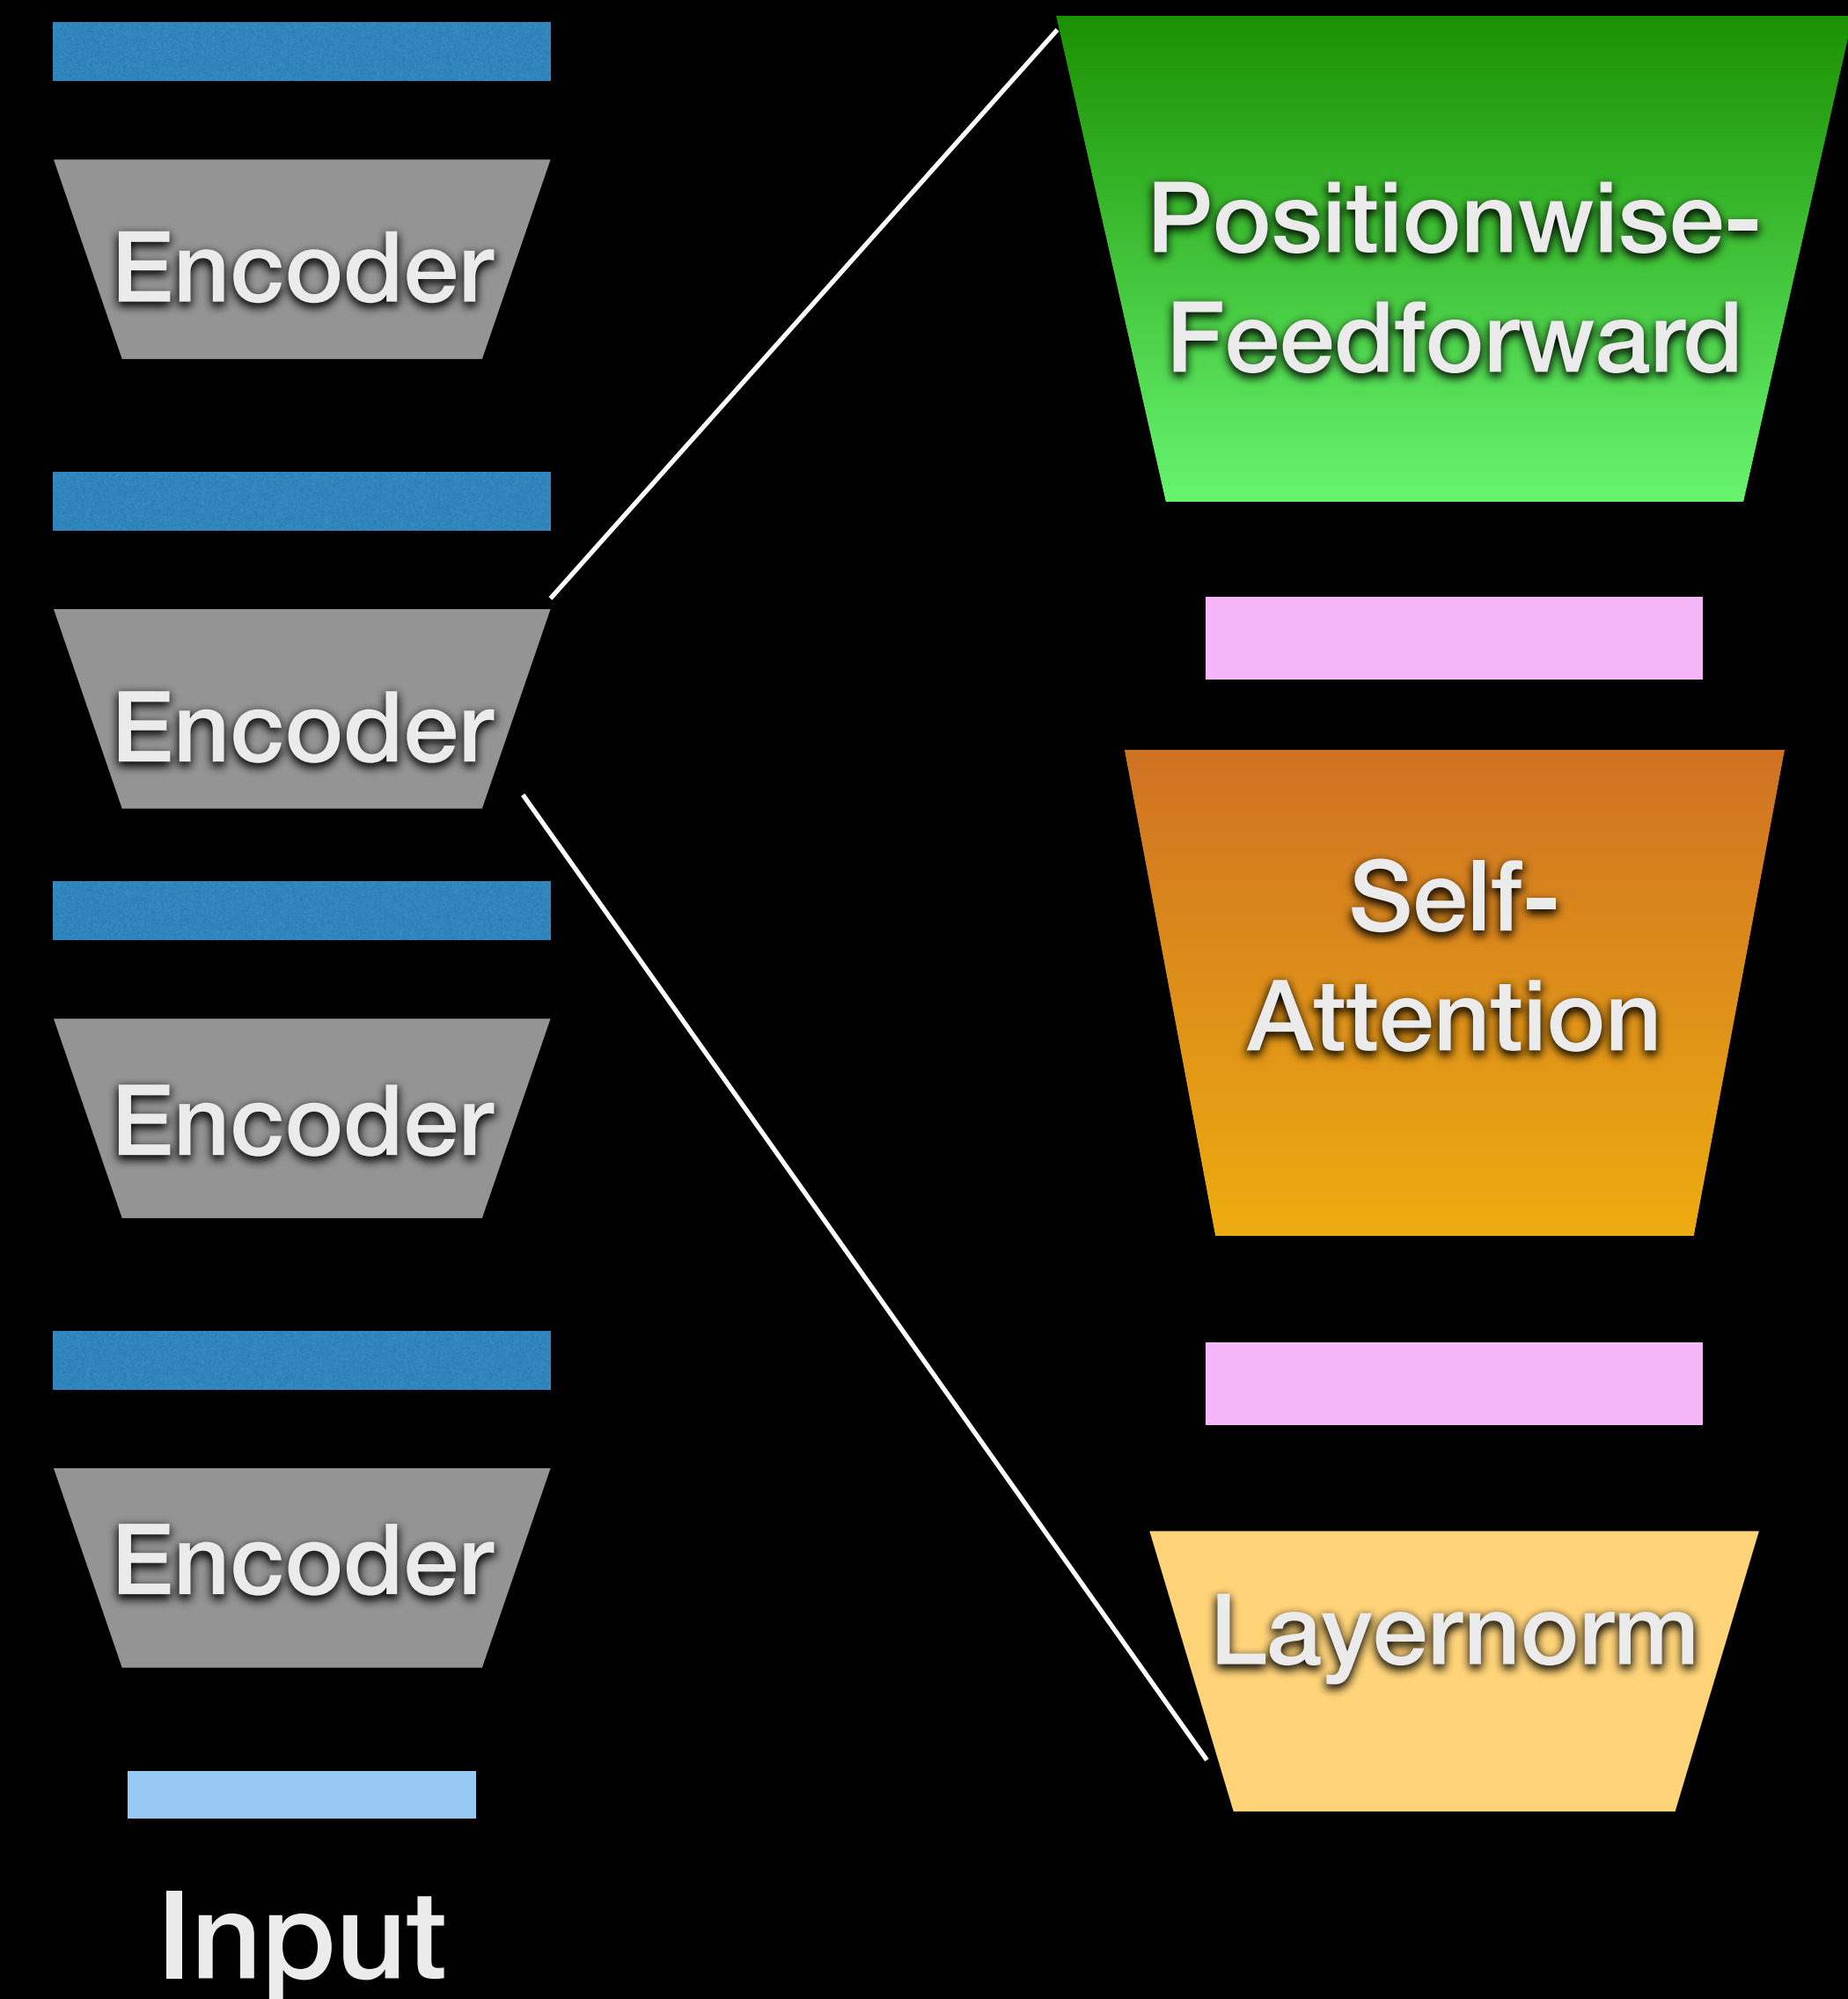 Encoder
Encoder
Encoder
Encoder
Input
Positionwise-
Feedforward
Self-
Attention
Layernorm